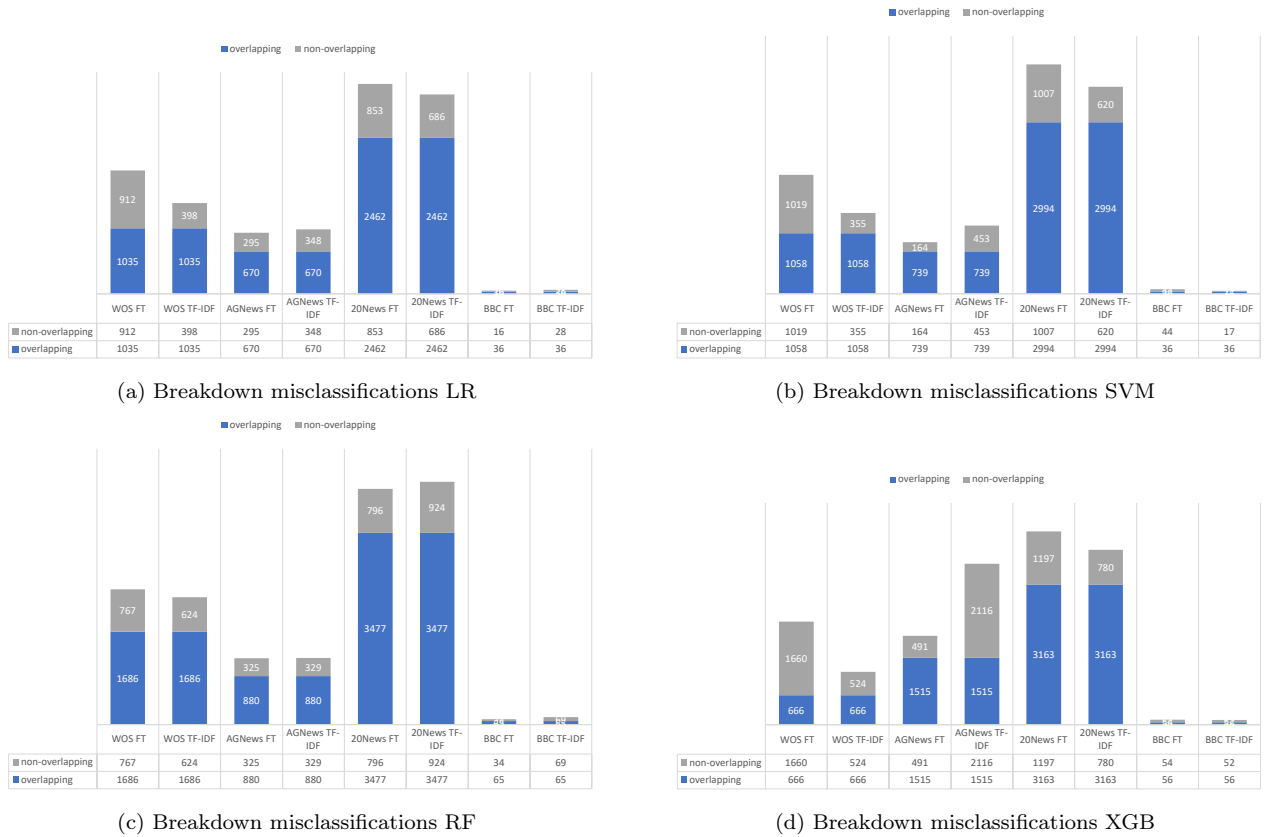 overlapping non-overlapping
853
686
912
398
295
348
2462
2462
1035
1035
670
670
WOS FT WOS TF-IDF AGNews FT AGNews TF-IDF 20News FT 20News TF-IDF BBC FT BBC TF-IDF
non-overlapping 912 398 295 348 853 686 16 28
overlapping 1035 1035 670 670 2462 2462 36 36
(a) Breakdown misclassifications LR
overlapping non-overlapping
1007
620
1019
355
164
453
2994
2994
1058
1058
739
739
WOS FT WOS TF-IDF AGNews FT AGNews TF-IDF 20News FT 20News TF-IDF BBC FT BBC TF-IDF
non-overlapping 1019 355 164 453 1007 620 44 17
overlapping 1058 1058 739 739 2994 2994 36 36
(b) Breakdown misclassifications SVM
overlapping non-overlapping
796
924
767
624
325
329
3477
3477
1686
1686
880
880
WOS FT WOS TF-IDF AGNews FT AGNews TF-IDF 20News FT 20News TF-IDF BBC FT BBC TF-IDF
non-overlapping 767 624 325 329 796 924 34 69
overlapping 1686 1686 880 880 3477 3477 65 65
(c) Breakdown misclassifications RF
overlapping non-overlapping
1197
780
2116
1660
524
491
3163
3163
666
666
1515
1515
WOS FT WOS TF-IDF AGNews FT AGNews TF-IDF 20News FT 20News TF-IDF BBC FT BBC TF-IDF
non-overlapping 1660 524 491 2116 1197 780 54 52
overlapping 666 666 1515 1515 3163 3163 56 56
(d) Breakdown misclassifications XGB